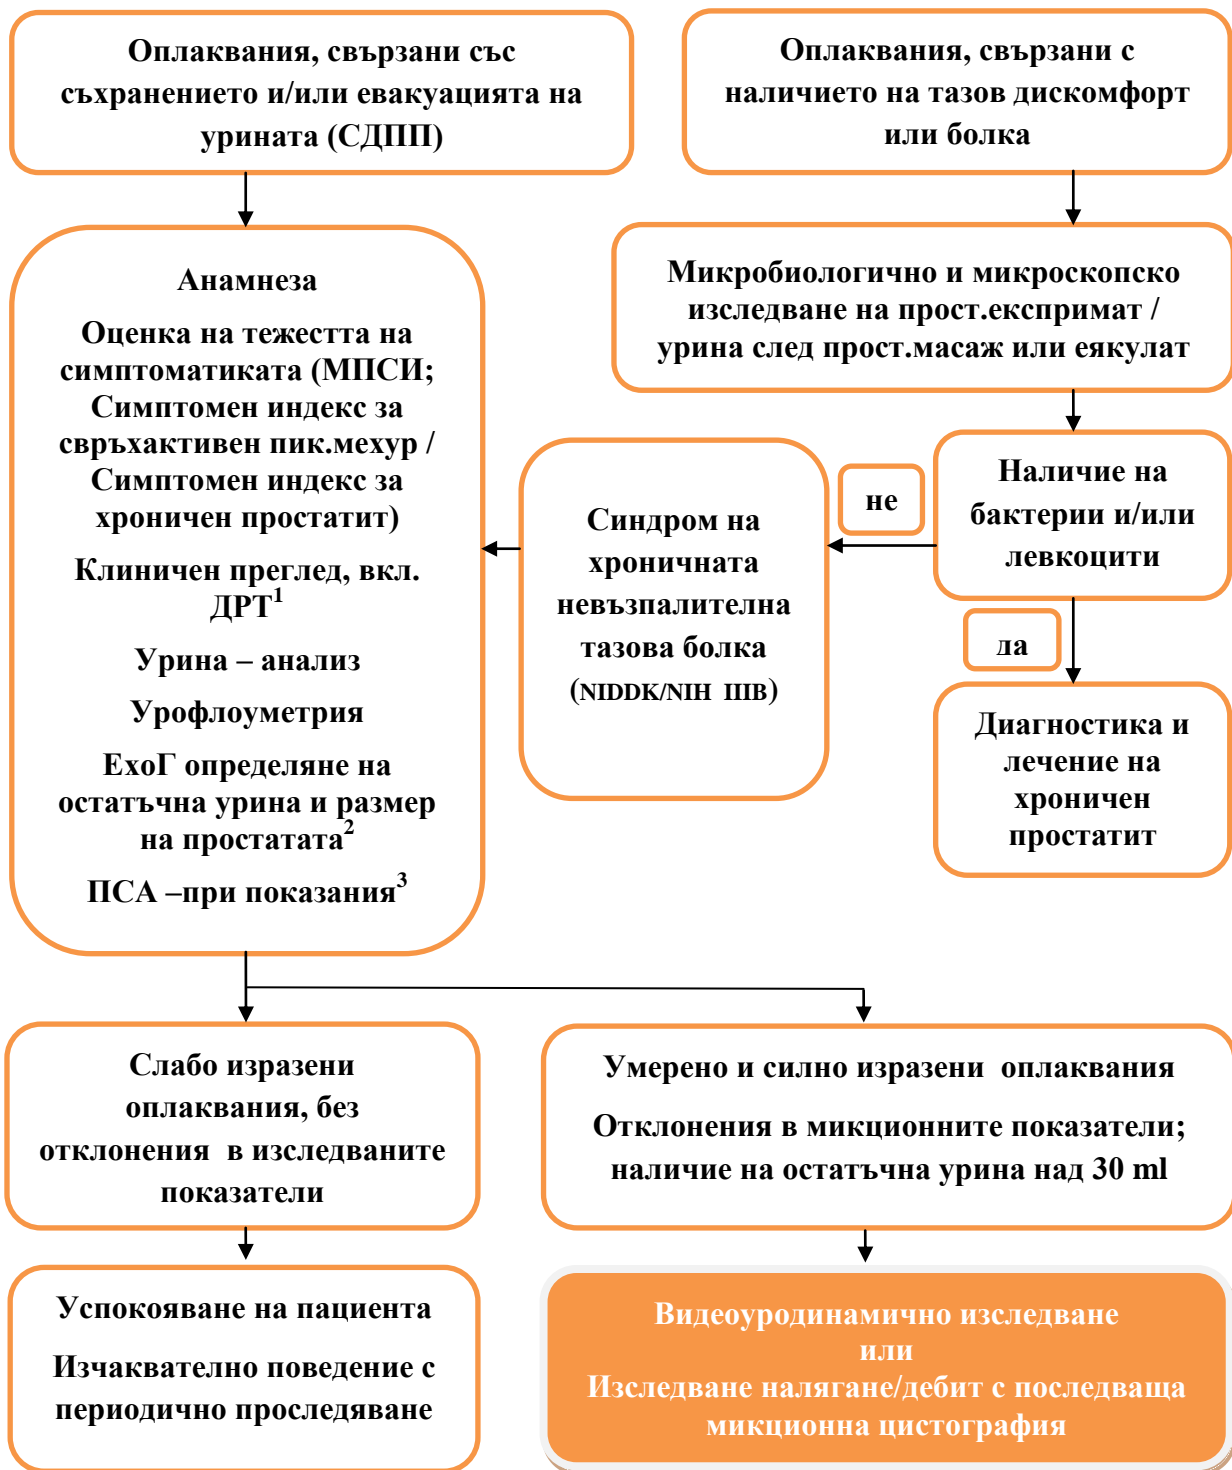 Оплаквания, свързани със
съхранението и/или евакуацията на
урината (СДПП)
Оплаквания, свързани с
наличието на тазов дискомфорт
или болка
Анамнеза
Оценка на тежестта на
симптоматиката (МПСИ;
Симптомен индекс за
свръхактивен пик.мехур /
Симптомен индекс за
хроничен простатит)
Клиничен преглед, вкл.
ДРТ¹
Урина – анализ
Урофлоуметрия
ЕхоГ определяне на
остатъчна урина и размер
на простатата²
ПСА –при показания³
Микробиологично и микроскопско
изследване на прост.експримат /
урина след прост.масаж или еякулат
Наличие на
бактерии и/или
левкоцити
не
Синдром на
хроничната
невъзпалителна
тазова болка
(NIDDK/NIH IIIB)
да
Диагностика и
лечение на
хроничен
простатит
Слабо изразени
оплаквания, без
отклонения в изследваните
показатели
Умерено и силно изразени оплаквания
Отклонения в микционните показатели;
наличие на остатъчна урина над 30 ml
Успокояване на пациента
Изчаквателно поведение с
периодично проследяване
Видеоуродинамично изследване
или
Изследване налягане/дебит с последваща
микционна цистография